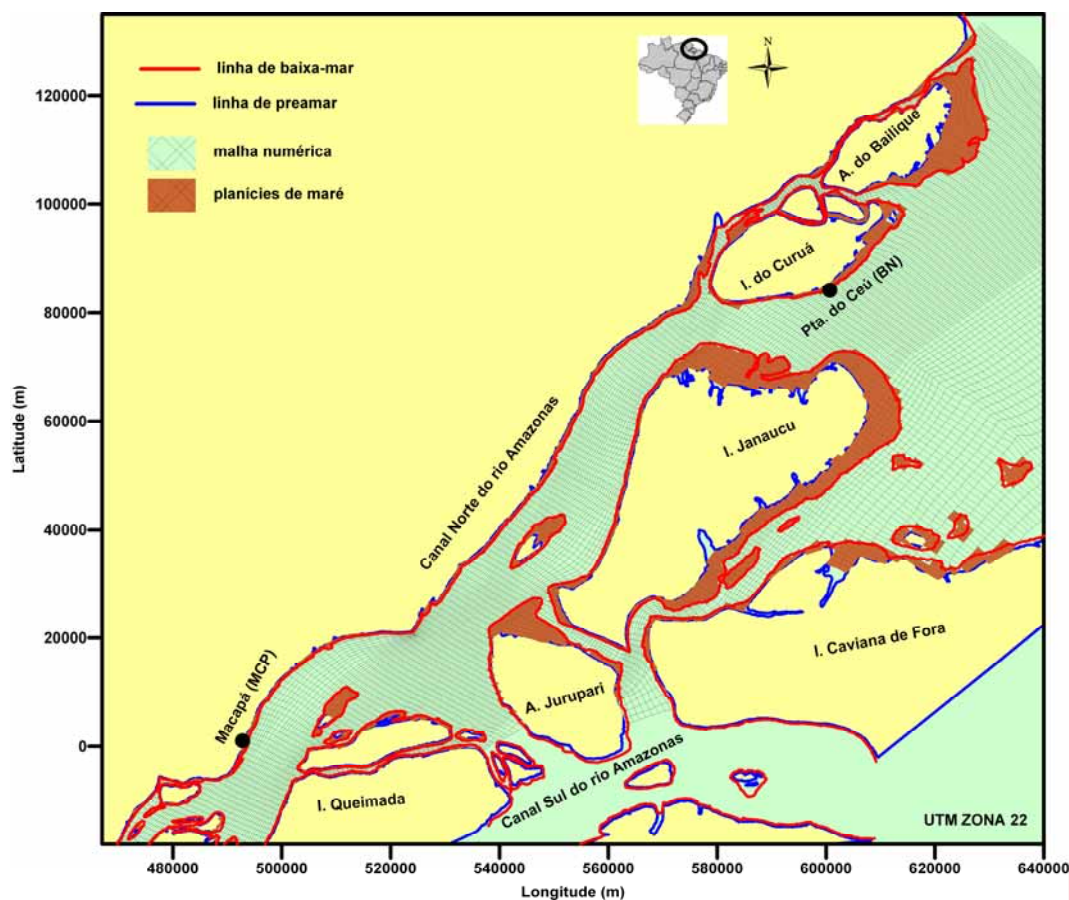 linha de baixa-mar
linha de preamar
malha numérica
planícies de maré
N
A. do Bailique
I. do Curuá
Pta. do Ceú (BN)
I. Janaucu
Canal Norte do rio Amazonas
I. Caviana de Fora
A. Juruparí
Macapá (MCP)
Canal Sul do rio Amazonas
I. Queimada
UTM ZONA 22
Latitude (m)
120000
100000
80000
60000
40000
20000
0
480000 500000 520000 540000 560000 580000 600000 620000 640000
Longitude (m)